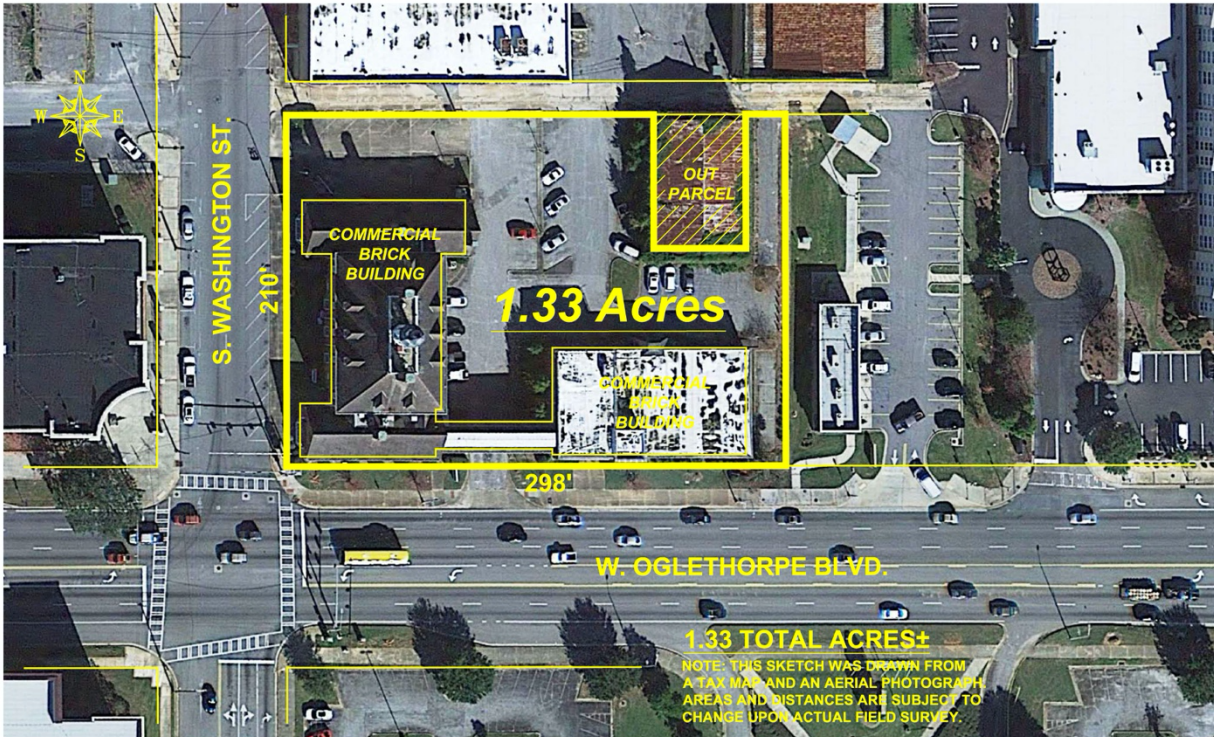 N
W E
S
S. WASHINGTON ST.
210'
COMMERCIAL
BRICK
BUILDING
OUT
PARCEL
1.33 Acres
COMMERCIAL
BRICK
BUILDING
298'
W. OGLETHORPE BLVD.
1.33 TOTAL ACRES±
NOTE: THIS SKETCH WAS DRAWN FROM
A TAX MAP AND AN AERIAL PHOTOGRAPH.
AREAS AND DISTANCES ARE SUBJECT TO
CHANGE UPON ACTUAL FIELD SURVEY.